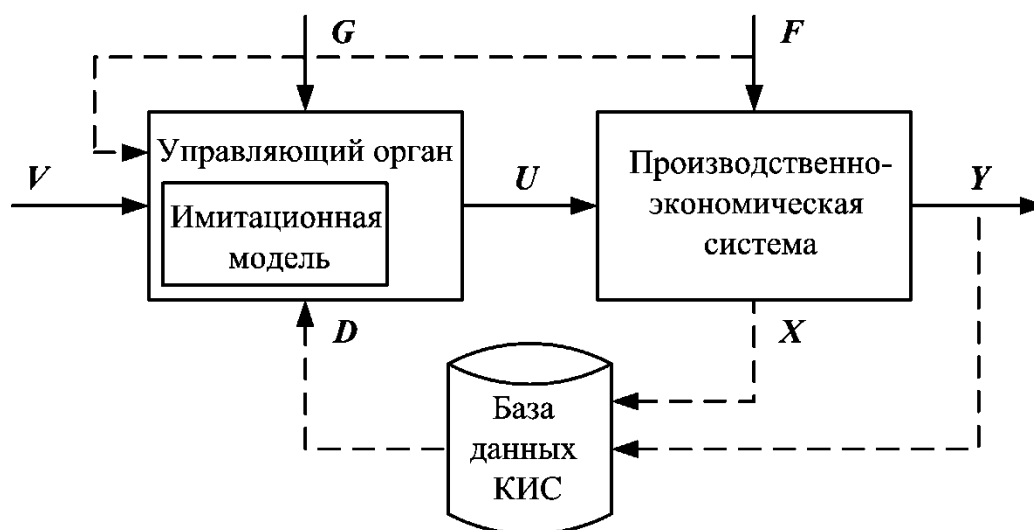 G
F
Управляющий орган
V
Имитационная
модель
U
Производственно-
экономическая
система
Y
D
X
База
данных
КИС